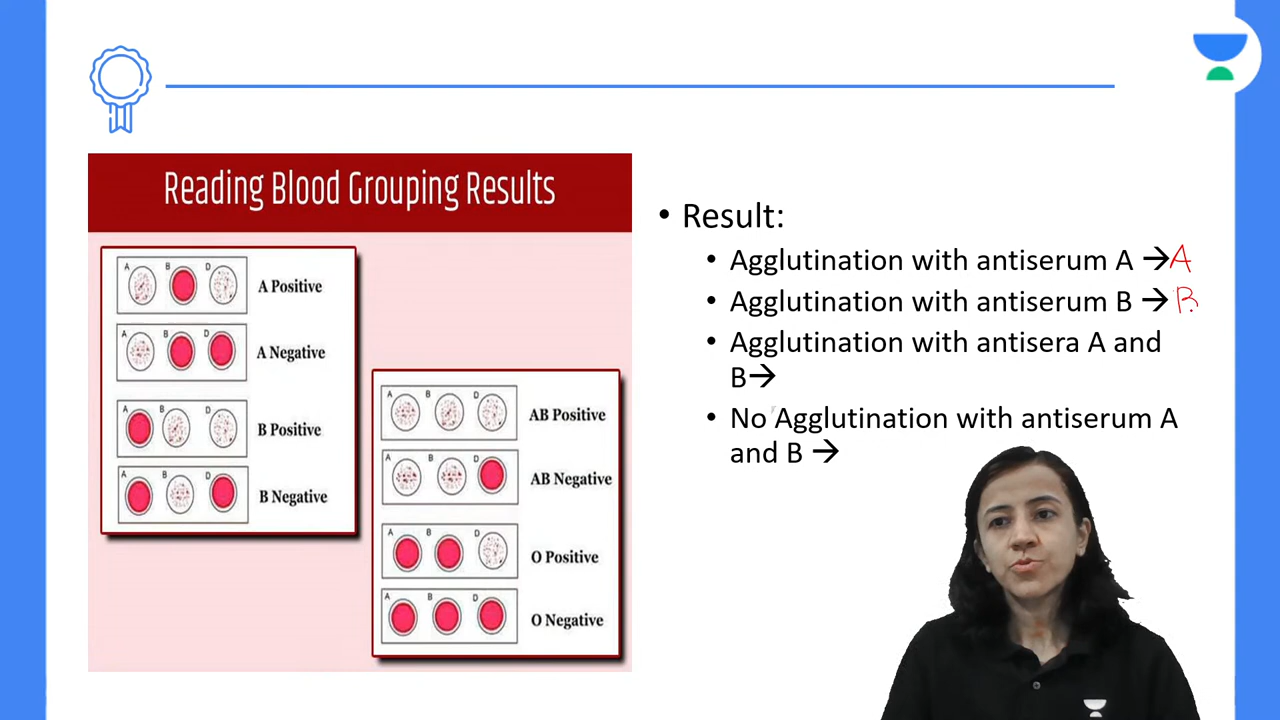 Reading Blood Grouping Results
A B D
A Positive
A B D
A Negative
A B D
B Positive
A B D
B Negative
A B D
AB Positive
A B D
AB Negative
A B D
O Positive
A B D
O Negative
• Result:
• Agglutination with antiserum A → A
• Agglutination with antiserum B → B
• Agglutination with antisera A and
B→
• No Agglutination with antiserum A
and B →